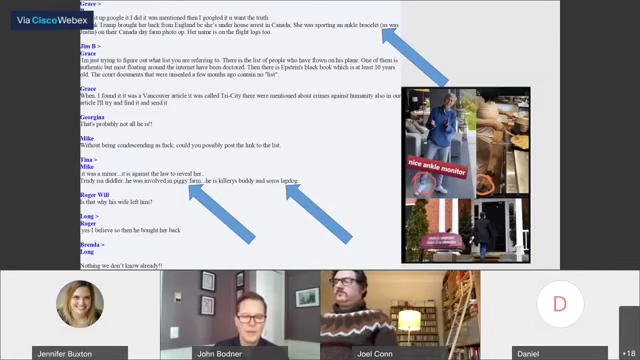 Grace >
it up google it I did it was mentioned then I googled it u want the truth.
Trump brought her back from England bc she's under house arrest in Canada. She was sporting an ankle bracelet (as was
Justin) on their Canada day farm photo op. Her name is on the flight logs too.
Jim B >
Grace
I'm just trying to figure out what list you are referring to. There is the list of people who have flown on his plane. One of them is
authentic but most floating around the internet have been doctored. Then there is Epstein's black book which is at least 10 years
old. The court documents that were unsealed a few months ago contain no "list".
Grace
When. I found it it was a Vancouver article it was called Tri-City there were mentioned about crimes against humanity also in our
article I'll try and find it and send it
Georgina
That's probably not all he is!!
Mike
Without being condescending as fuck, could you possibly post the link to the list.
Tina >
Mike
it was a minor...it is against the law to reveal her..
Trudy isa diddler..he was involved in piggy farm...he is killerys buddy and soros lapdog
Roger Will
Is that why his wife left him?
Long >
Roger
yes I believe so then he bought her back
Brenda >
Long
Nothing we don't know already!!
nice ankle monitor
Via CiscoWebex
Jennifer Buxton
John Bodner
Joel Conn
D
Daniel
+18